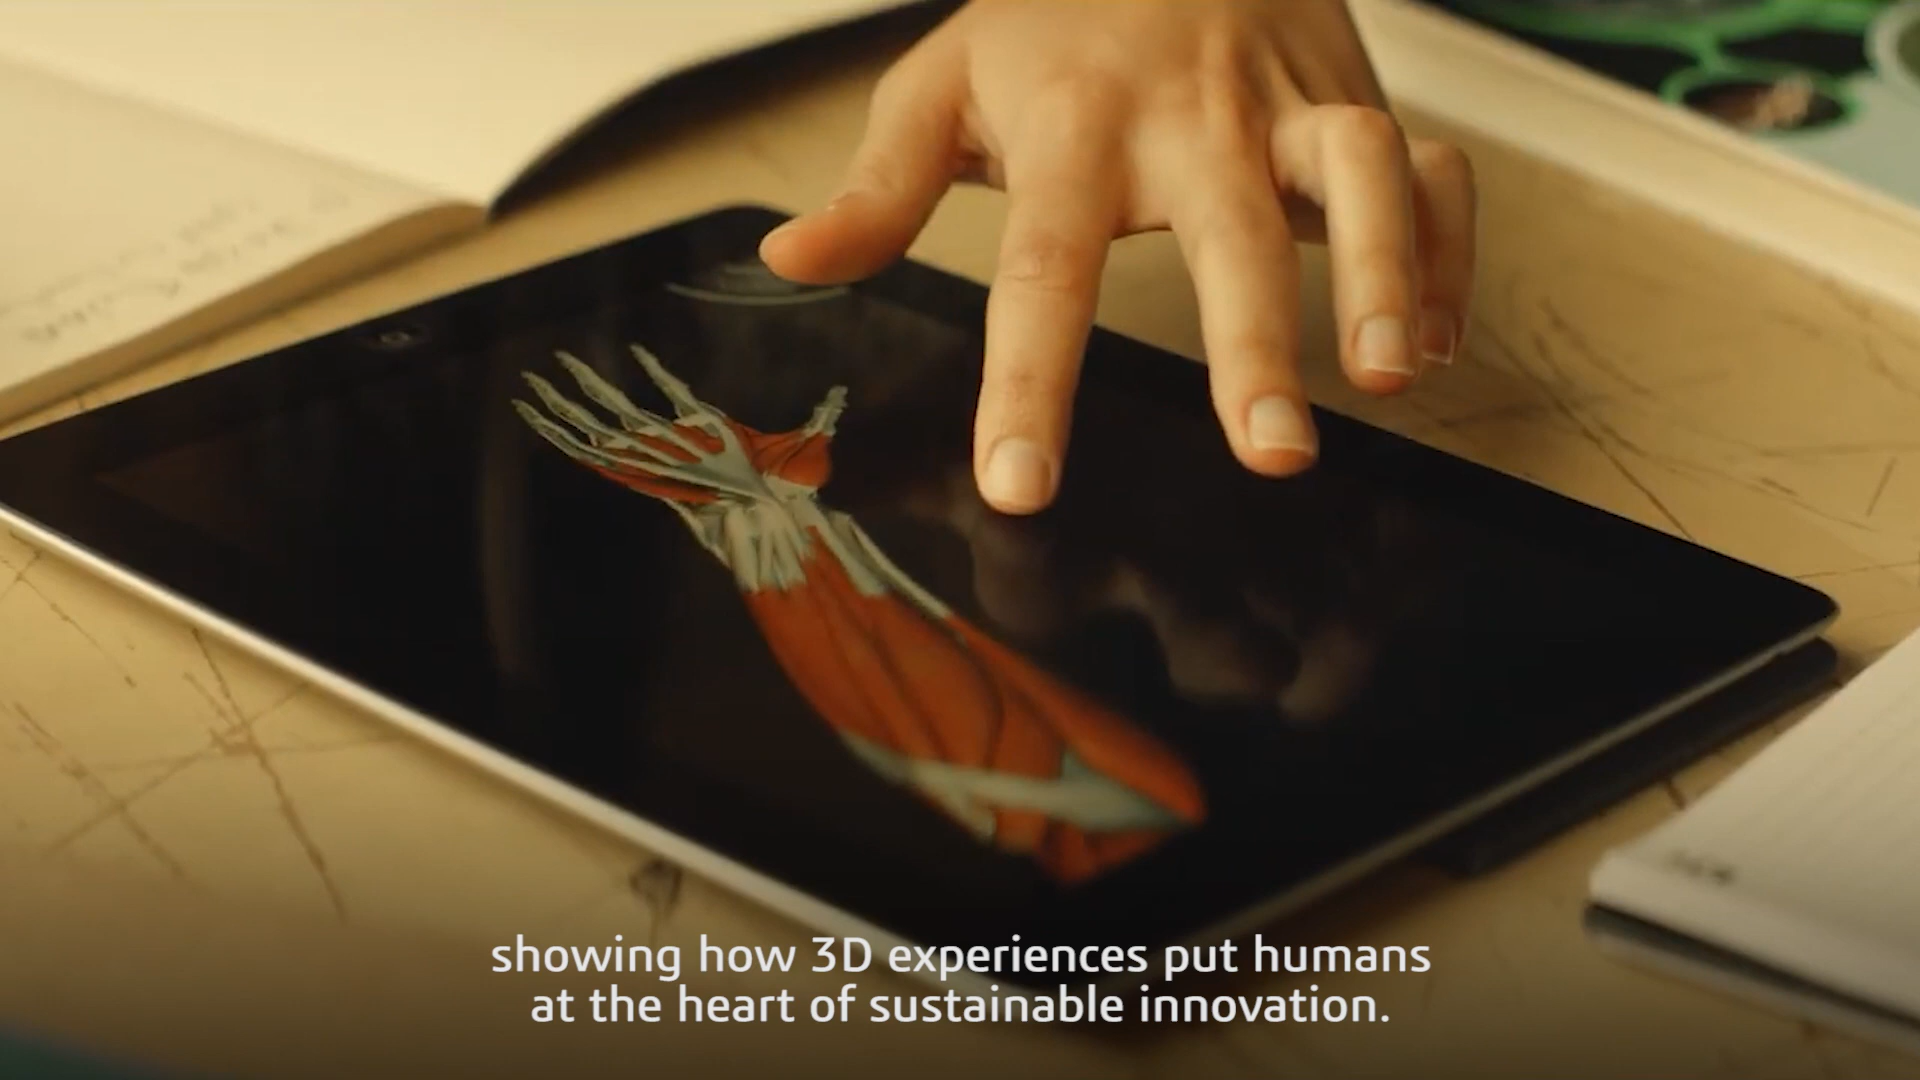 showing how 3D experiences put humans
at the heart of sustainable innovation.